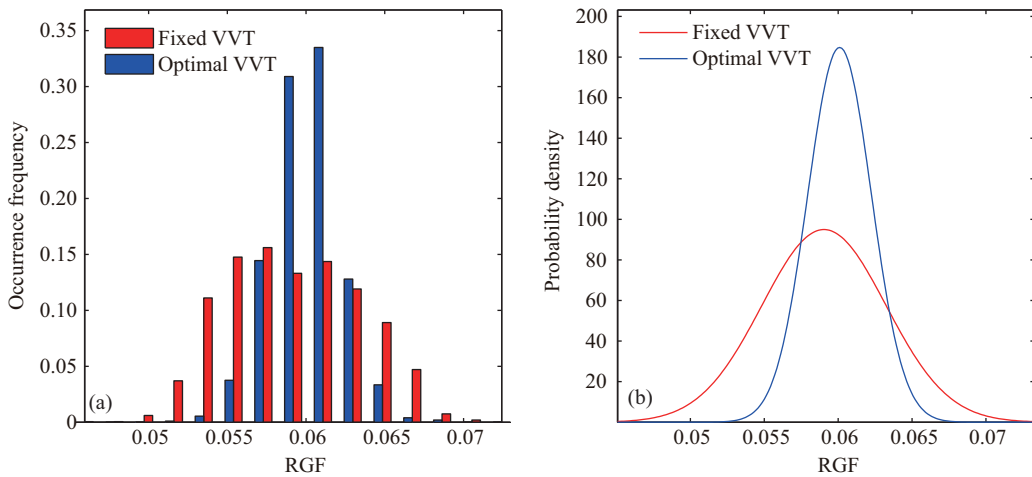 0.35
0.30
0.25
0.20
0.15
0.10
0.05
0
Occurrence frequency
Fixed VVT
Optimal VVT
(a)
0.05
0.055
0.06
0.065
0.07
RGF
200
180
160
140
120
100
80
60
40
20
Probability density
Fixed VVT
Optimal VVT
(b)
0.05
0.055
0.06
0.065
0.07
RGF